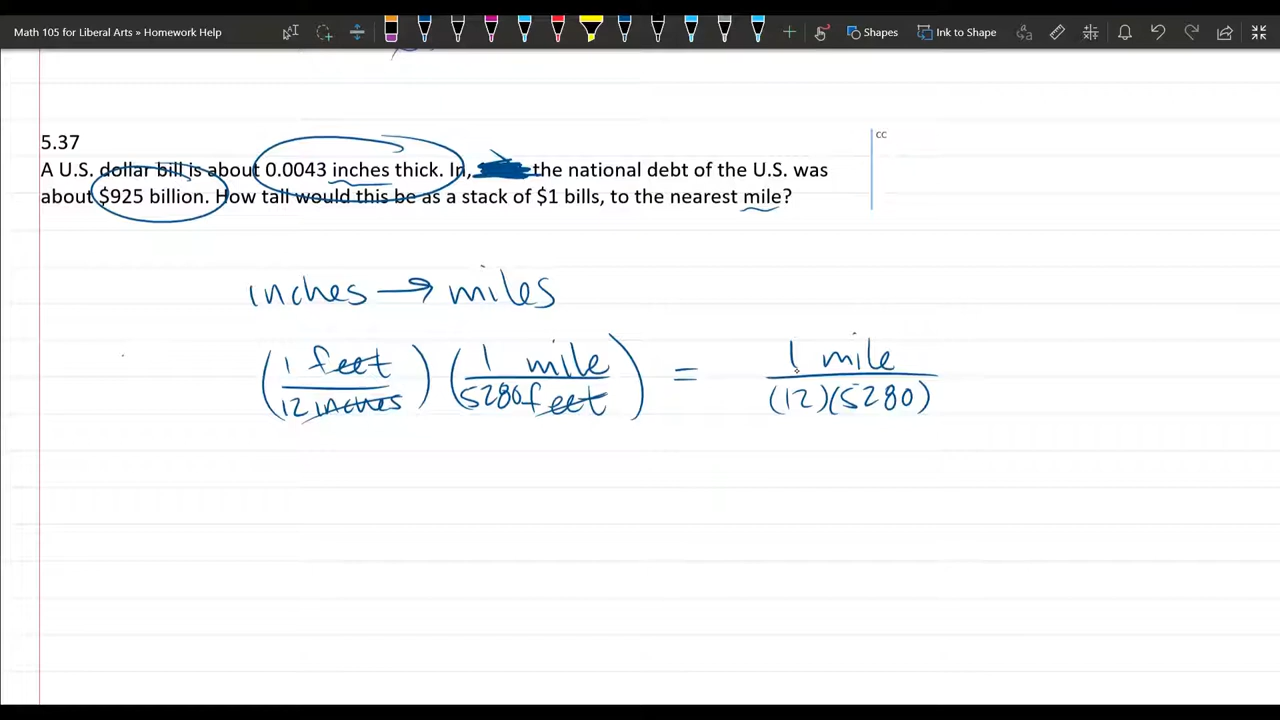 Math 105 for Liberal Arts » Homework Help
Shapes
Ink to Shape
5.37
cc
A U.S. dollar bill is about 0.0043 inches thick. In, the national debt of the U.S. was
about $925 billion. How tall would this be as a stack of $1 bills, to the nearest mile?
inches → miles
(1 feet / 12 inches) (1 mile / 5280 feet) = 1 mile / (12)(5280)